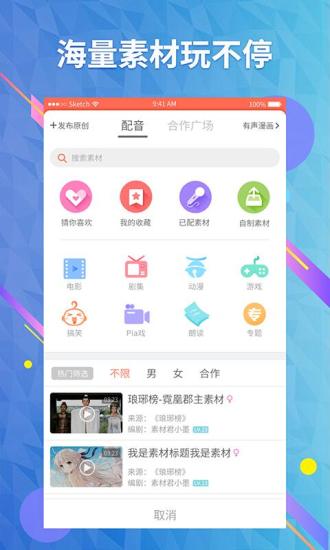 海量素材玩不停
Sketch 9:41 AM 100%
+发布原创 配音 合作广场 有声漫画
搜索素材
猜你喜欢 我的收藏 已配素材 自制素材
电影 剧集 动漫 游戏
搞笑 Pia戏 朗读 专题
热门筛选 不限 男 女 合作
03:23
琅琊榜-霓凰郡主素材
来源:《琅琊榜》
编剧:素材君小墨 LV.23
03:23
我是素材标题我是素材
来源:《琅琊榜》
编剧:素材君小墨 LV.23
取消